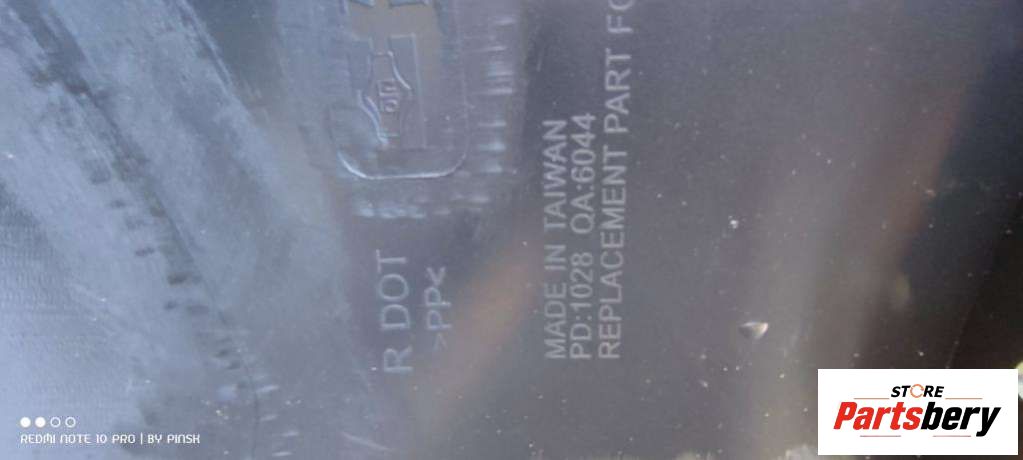 R DOT
>PP<
MADE IN TAIWAN
PD:1028 QA:6044
REPLACEMENT PART FO
REDMI NOTE 10 PRO | BY PINSK
STORE
Partsbery